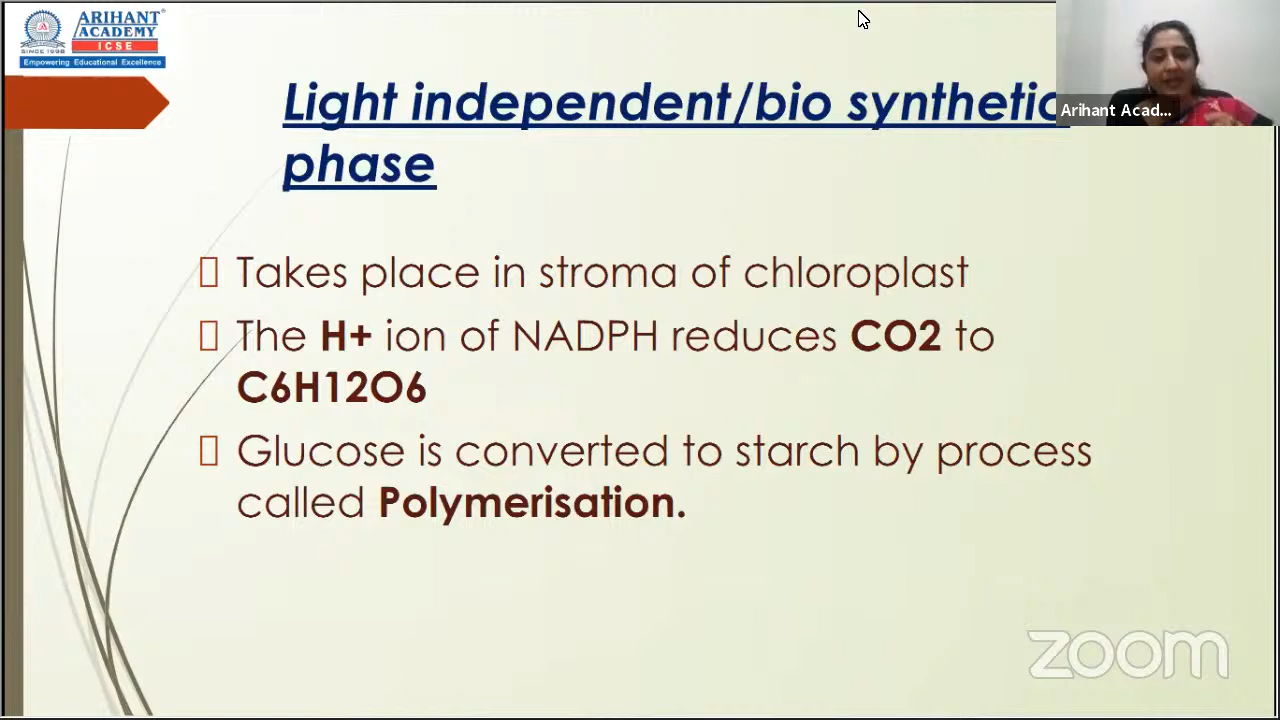 ARIHANT
ACADEMY
ICSE
SINCE 1998
Empowering Educational Excellence
Arihant Acad...
Light independent/bio synthetic
phase
Takes place in stroma of chloroplast
The H+ ion of NADPH reduces CO2 to
C6H12O6
Glucose is converted to starch by process
called Polymerisation.
zoom